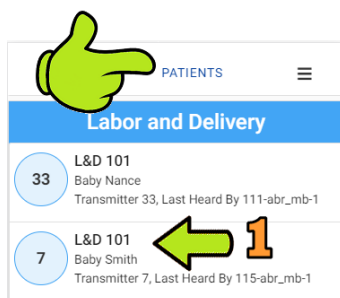 PATIENTS
Labor and Delivery
L&D 101
33
Baby Nance
Transmitter 33, Last Heard By 111-abr_mb-1
L&D 101
1
7
Baby Smith
Transmitter 7, Last Heard By 115-abr_mb-1